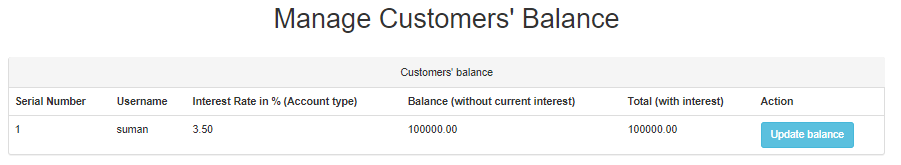 Manage Customers' Balance
Customers' balance
Serial Number Username Interest Rate in % (Account type) Balance (without current interest) Total (with interest) Action
1 suman 3.50 100000.00 100000.00 Update balance